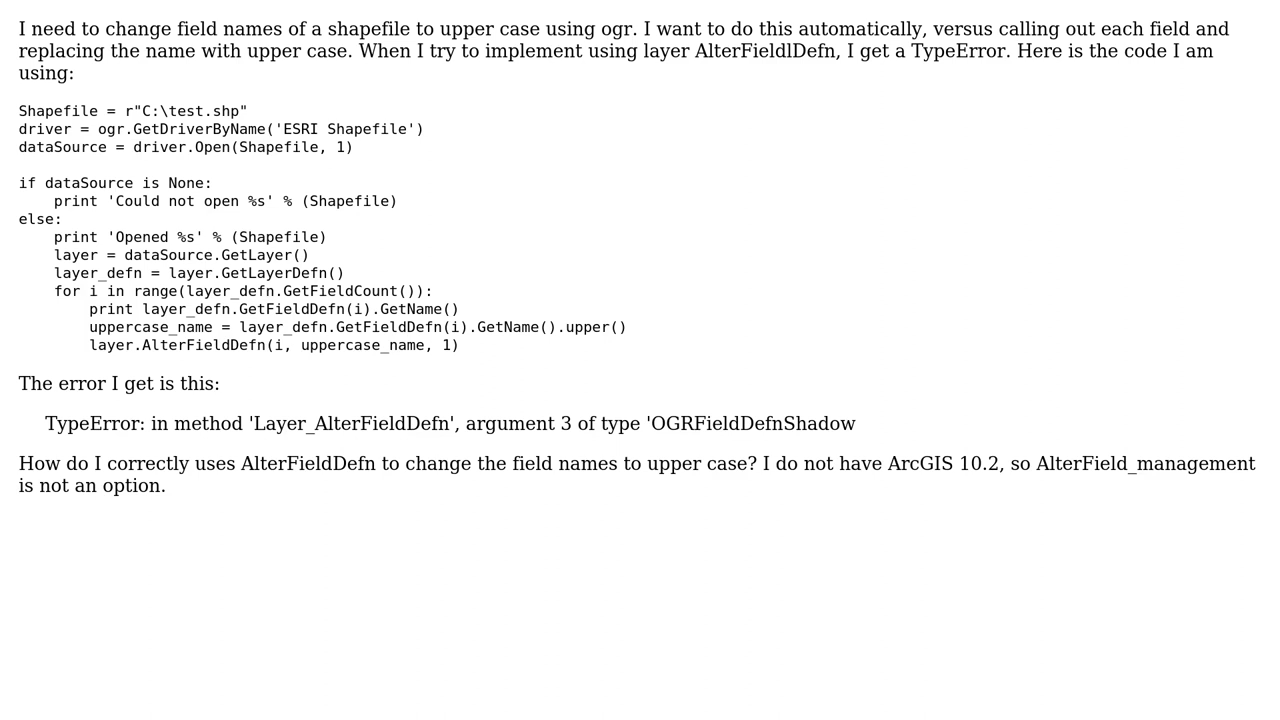 I need to change field names of a shapefile to upper case using ogr. I want to do this automatically, versus calling out each field and
replacing the name with upper case. When I try to implement using layer AlterFieldlDefn, I get a TypeError. Here is the code I am
using:
Shapefile = r"C:\test.shp"
driver = ogr.GetDriverByName('ESRI Shapefile')
dataSource = driver.Open(Shapefile, 1)
if dataSource is None:
    print 'Could not open %s' % (Shapefile)
else:
    print 'Opened %s' % (Shapefile)
    layer = dataSource.GetLayer()
    layer_defn = layer.GetLayerDefn()
    for i in range(layer_defn.GetFieldCount()):
        print layer_defn.GetFieldDefn(i).GetName()
        uppercase_name = layer_defn.GetFieldDefn(i).GetName().upper()
        layer.AlterFieldDefn(i, uppercase_name, 1)
The error I get is this:
TypeError: in method 'Layer_AlterFieldDefn', argument 3 of type 'OGRFieldDefnShadow
How do I correctly uses AlterFieldDefn to change the field names to upper case? I do not have ArcGIS 10.2, so AlterField_management
is not an option.